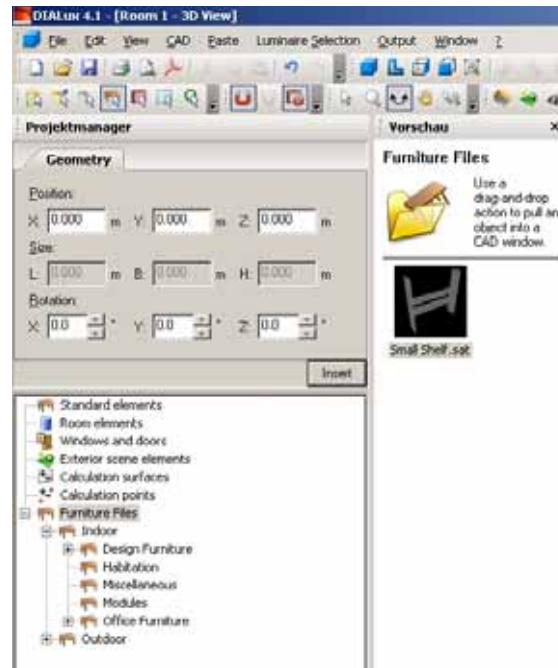 DIALux 4.1 - [Room 1 - 3D View]
File Edit View CAD Paste Luminaire Selection Output Window ?
Projektmanager
Geometry
Position:
X: 0.000 m Y: 0.000 m Z: 0.000 m
Size:
L: 0.000 m B: 0.000 m H: 0.000 m
Rotation:
X: 0.0 ° Y: 0.0 ° Z: 0.0 °
Insert
Standard elements
Room elements
Windows and doors
Exterior scene elements
Calculation surfaces
Calculation points
Furniture Files
Indoor
Design Furniture
Habitation
Miscellaneous
Modules
Office Furniture
Outdoor
Vorschau x
Furniture Files
Use a
drag-and-drop
action to pull an
object into a
CAD window.
Small Shelf.sat